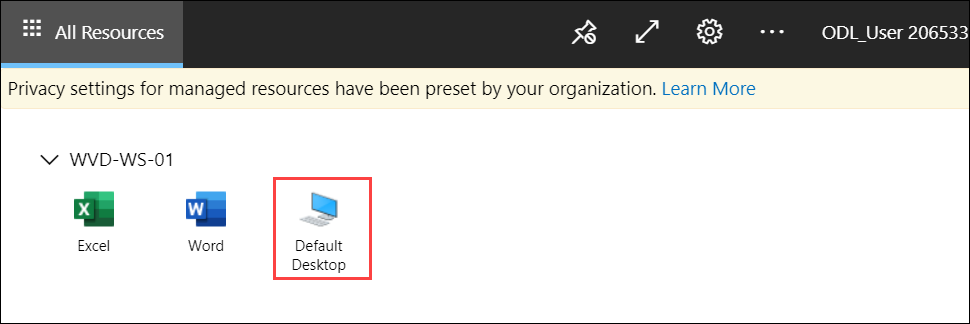 All Resources
ODL_User 206533
Privacy settings for managed resources have been preset by your organization. Learn More
WVD-WS-01
Excel
Word
Default
Desktop